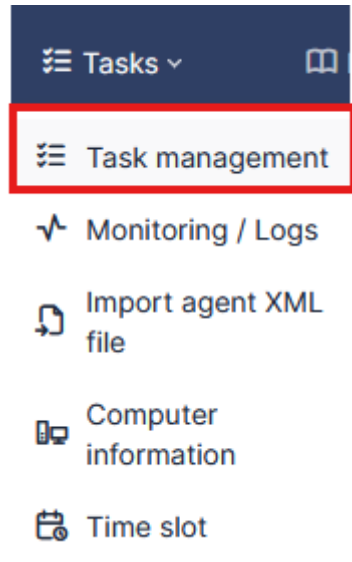 Tasks
Task management
Monitoring / Logs
Import agent XML
file
Computer
information
Time slot